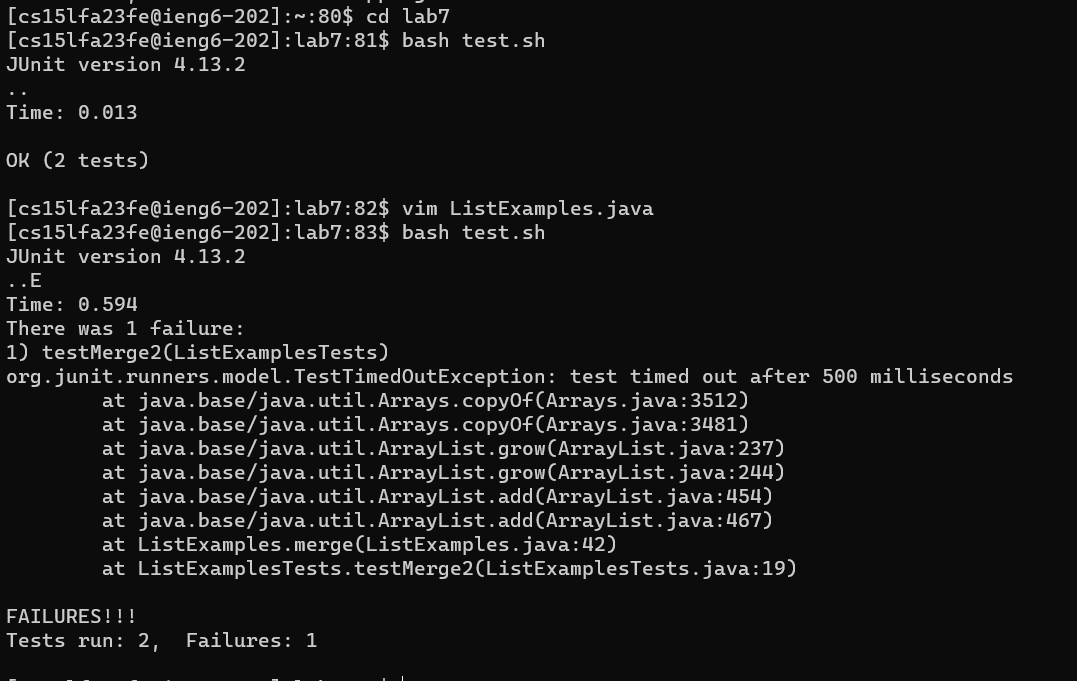 [cs15lfa23fe@ieng6-202]:~:80$ cd lab7
[cs15lfa23fe@ieng6-202]:lab7:81$ bash test.sh
JUnit version 4.13.2
..
Time: 0.013
OK (2 tests)
[cs15lfa23fe@ieng6-202]:lab7:82$ vim ListExamples.java
[cs15lfa23fe@ieng6-202]:lab7:83$ bash test.sh
JUnit version 4.13.2
..E
Time: 0.594
There was 1 failure:
1) testMerge2(ListExamplesTests)
org.junit.runners.model.TestTimedOutException: test timed out after 500 milliseconds
at java.base/java.util.Arrays.copyOf(Arrays.java:3512)
at java.base/java.util.Arrays.copyOf(Arrays.java:3481)
at java.base/java.util.ArrayList.grow(ArrayList.java:237)
at java.base/java.util.ArrayList.grow(ArrayList.java:244)
at java.base/java.util.ArrayList.add(ArrayList.java:454)
at java.base/java.util.ArrayList.add(ArrayList.java:467)
at ListExamples.merge(ListExamples.java:42)
at ListExamplesTests.testMerge2(ListExamplesTests.java:19)
FAILURES!!!
Tests run: 2,  Failures: 1